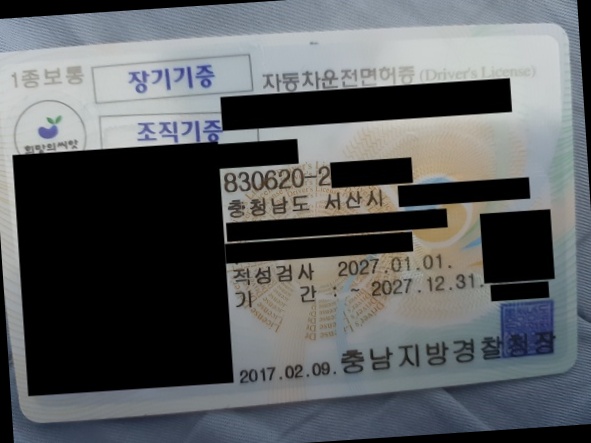 1종보통 장기기증 자동차운전면허증 (Driver's License)
조직기증
희망의씨앗
830620-2
충청남도 서산시
적성검사 2027.01.01.
기 간 : ~ 2027.12.31.
2017.02.09. 충남지방경찰청장